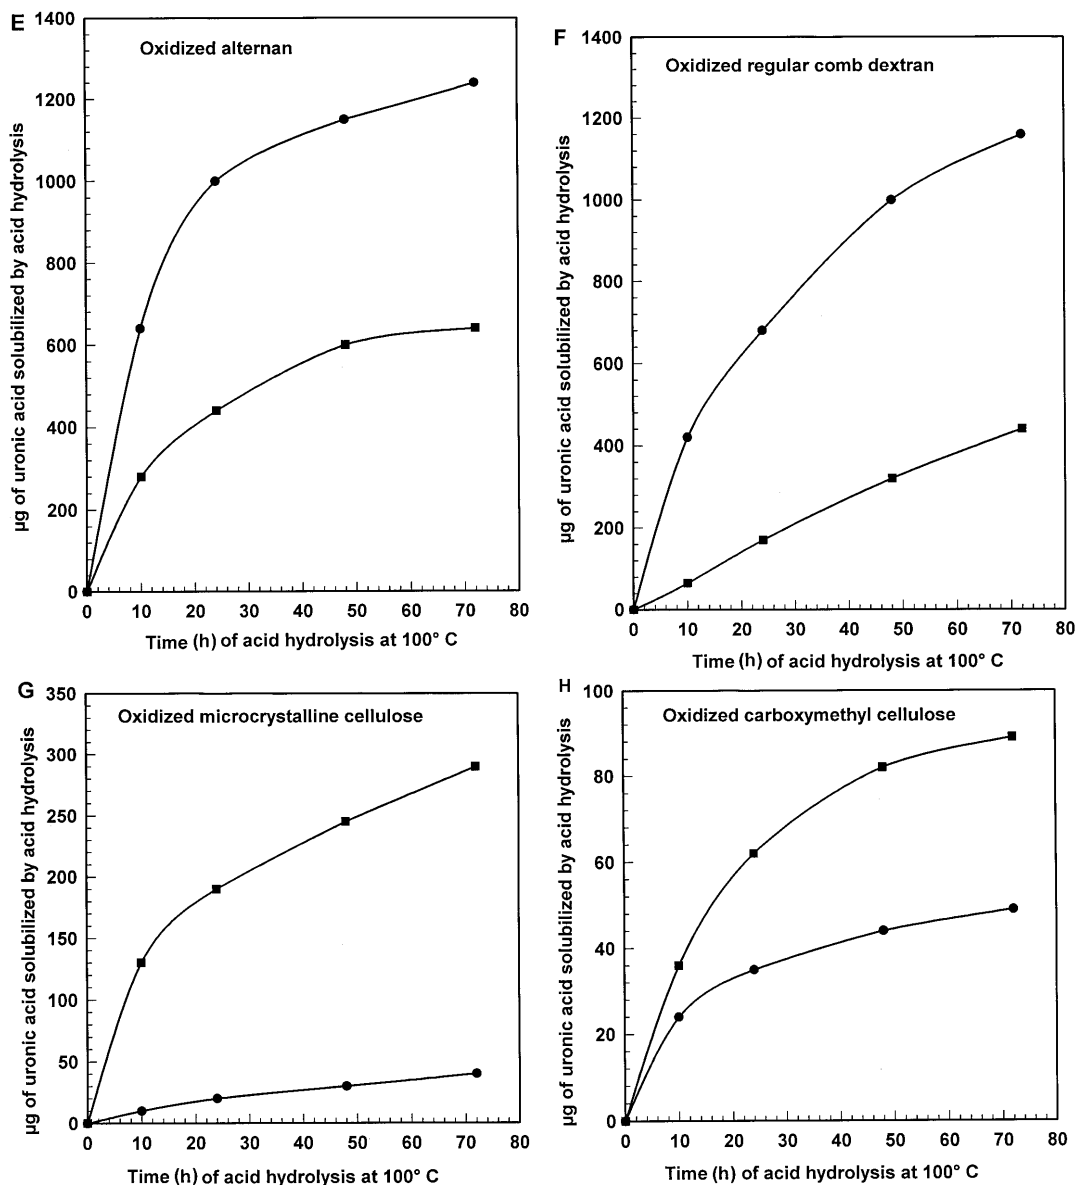 E
Oxidized alternan
µg of uronic acid solubilized by acid hydrolysis
1400
1200
1000
800
600
400
200
0
0 10 20 30 40 50 60 70 80
Time (h) of acid hydrolysis at 100° C
F
Oxidized regular comb dextran
µg of uronic acid solubilized by acid hydrolysis
1400
1200
1000
800
600
400
200
0
0 10 20 30 40 50 60 70 80
Time (h) of acid hydrolysis at 100° C
G
Oxidized microcrystalline cellulose
µg of uronic acid solubilized by acid hydrolysis
350
300
250
200
150
100
50
0
0 10 20 30 40 50 60 70 80
Time (h) of acid hydrolysis at 100° C
H
Oxidized carboxymethyl cellulose
µg of uronic acid solubilized by acid hydrolysis
100
80
60
40
20
0
0 10 20 30 40 50 60 70 80
Time (h) of acid hydrolysis at 100° C